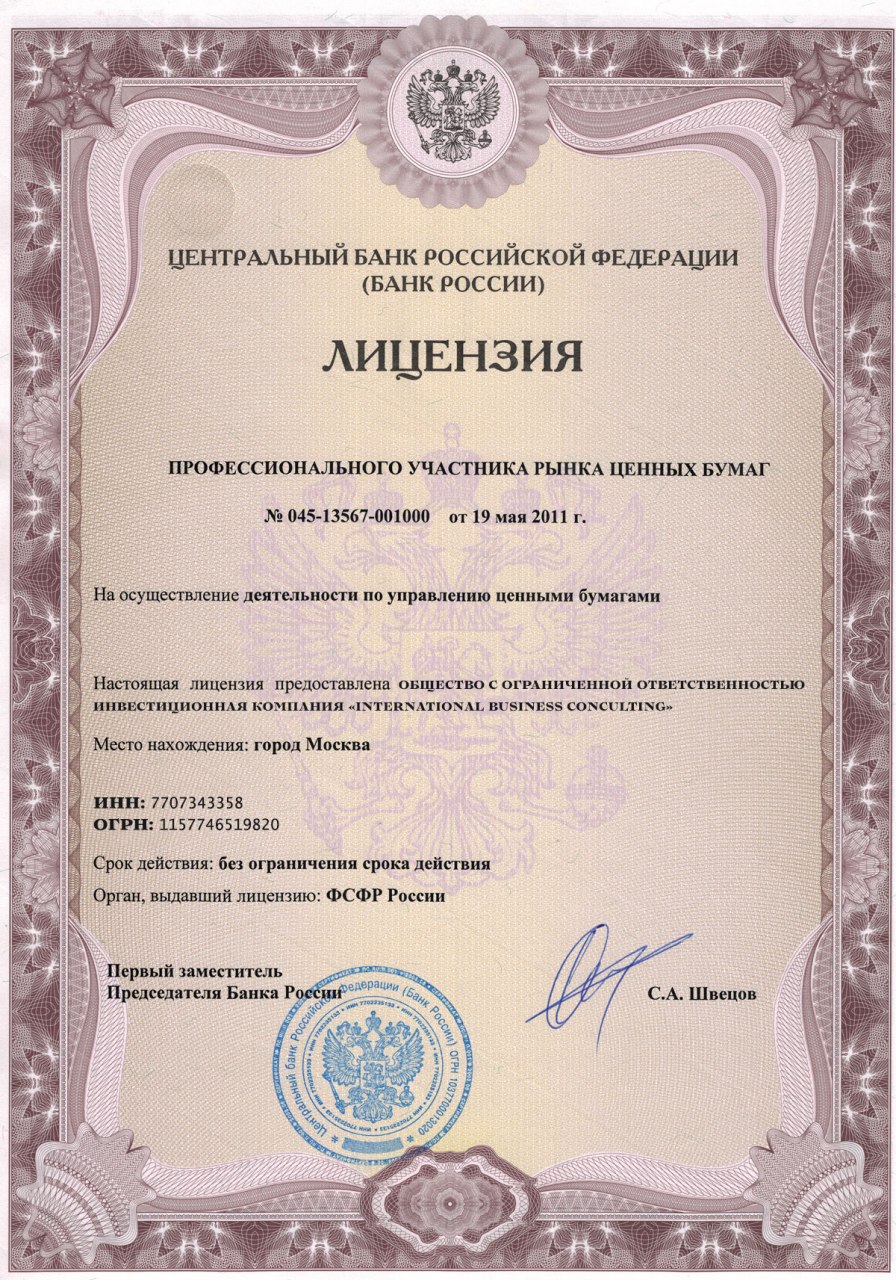 ЦЕНТРАЛЬНЫЙ БАНК РОССИЙСКОЙ ФЕДЕРАЦИИ
(БАНК РОССИИ)
ЛИЦЕНЗИЯ
ПРОФЕССИОНАЛЬНОГО УЧАСТНИКА РЫНКА ЦЕННЫХ БУМАГ
№ 045-13567-001000 от 19 мая 2011 г.
На осуществление деятельности по управлению ценными бумагами
Настоящая лицензия предоставлена ОБЩЕСТВО С ОГРАНИЧЕННОЙ ОТВЕТСТВЕННОСТЬЮ
ИНВЕСТИЦИОННАЯ КОМПАНИЯ «INTERNATIONAL BUSINESS CONCULTING»
Место нахождения: город Москва
ИНН: 7707343358
ОГРН: 1157746519820
Срок действия: без ограничения срока действия
Орган, выдавший лицензию: ФСФР России
Первый заместитель
Председателя Банка России
С.А. Швецов
Центральный банк Российской Федерации (Банк России) ОГРН 1037700013020
ИНН 7702235133